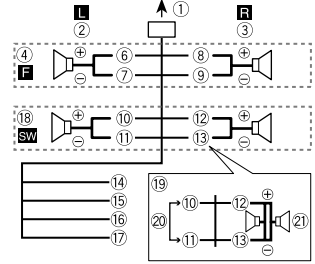 ①
L R
② ③
④ ⊕ ⑥ ⑧ ⊕
F ⊖ ⑦ ⑨ ⊖
⑱ ⊕ ⑩ ⑫ ⊕
SW ⊖ ⑪ ⑬ ⊖
⑭
⑮
⑯
⑰
⑲ ⊕
⑩ ⑫
⑳ ㉑
⑪ ⑬
⊖